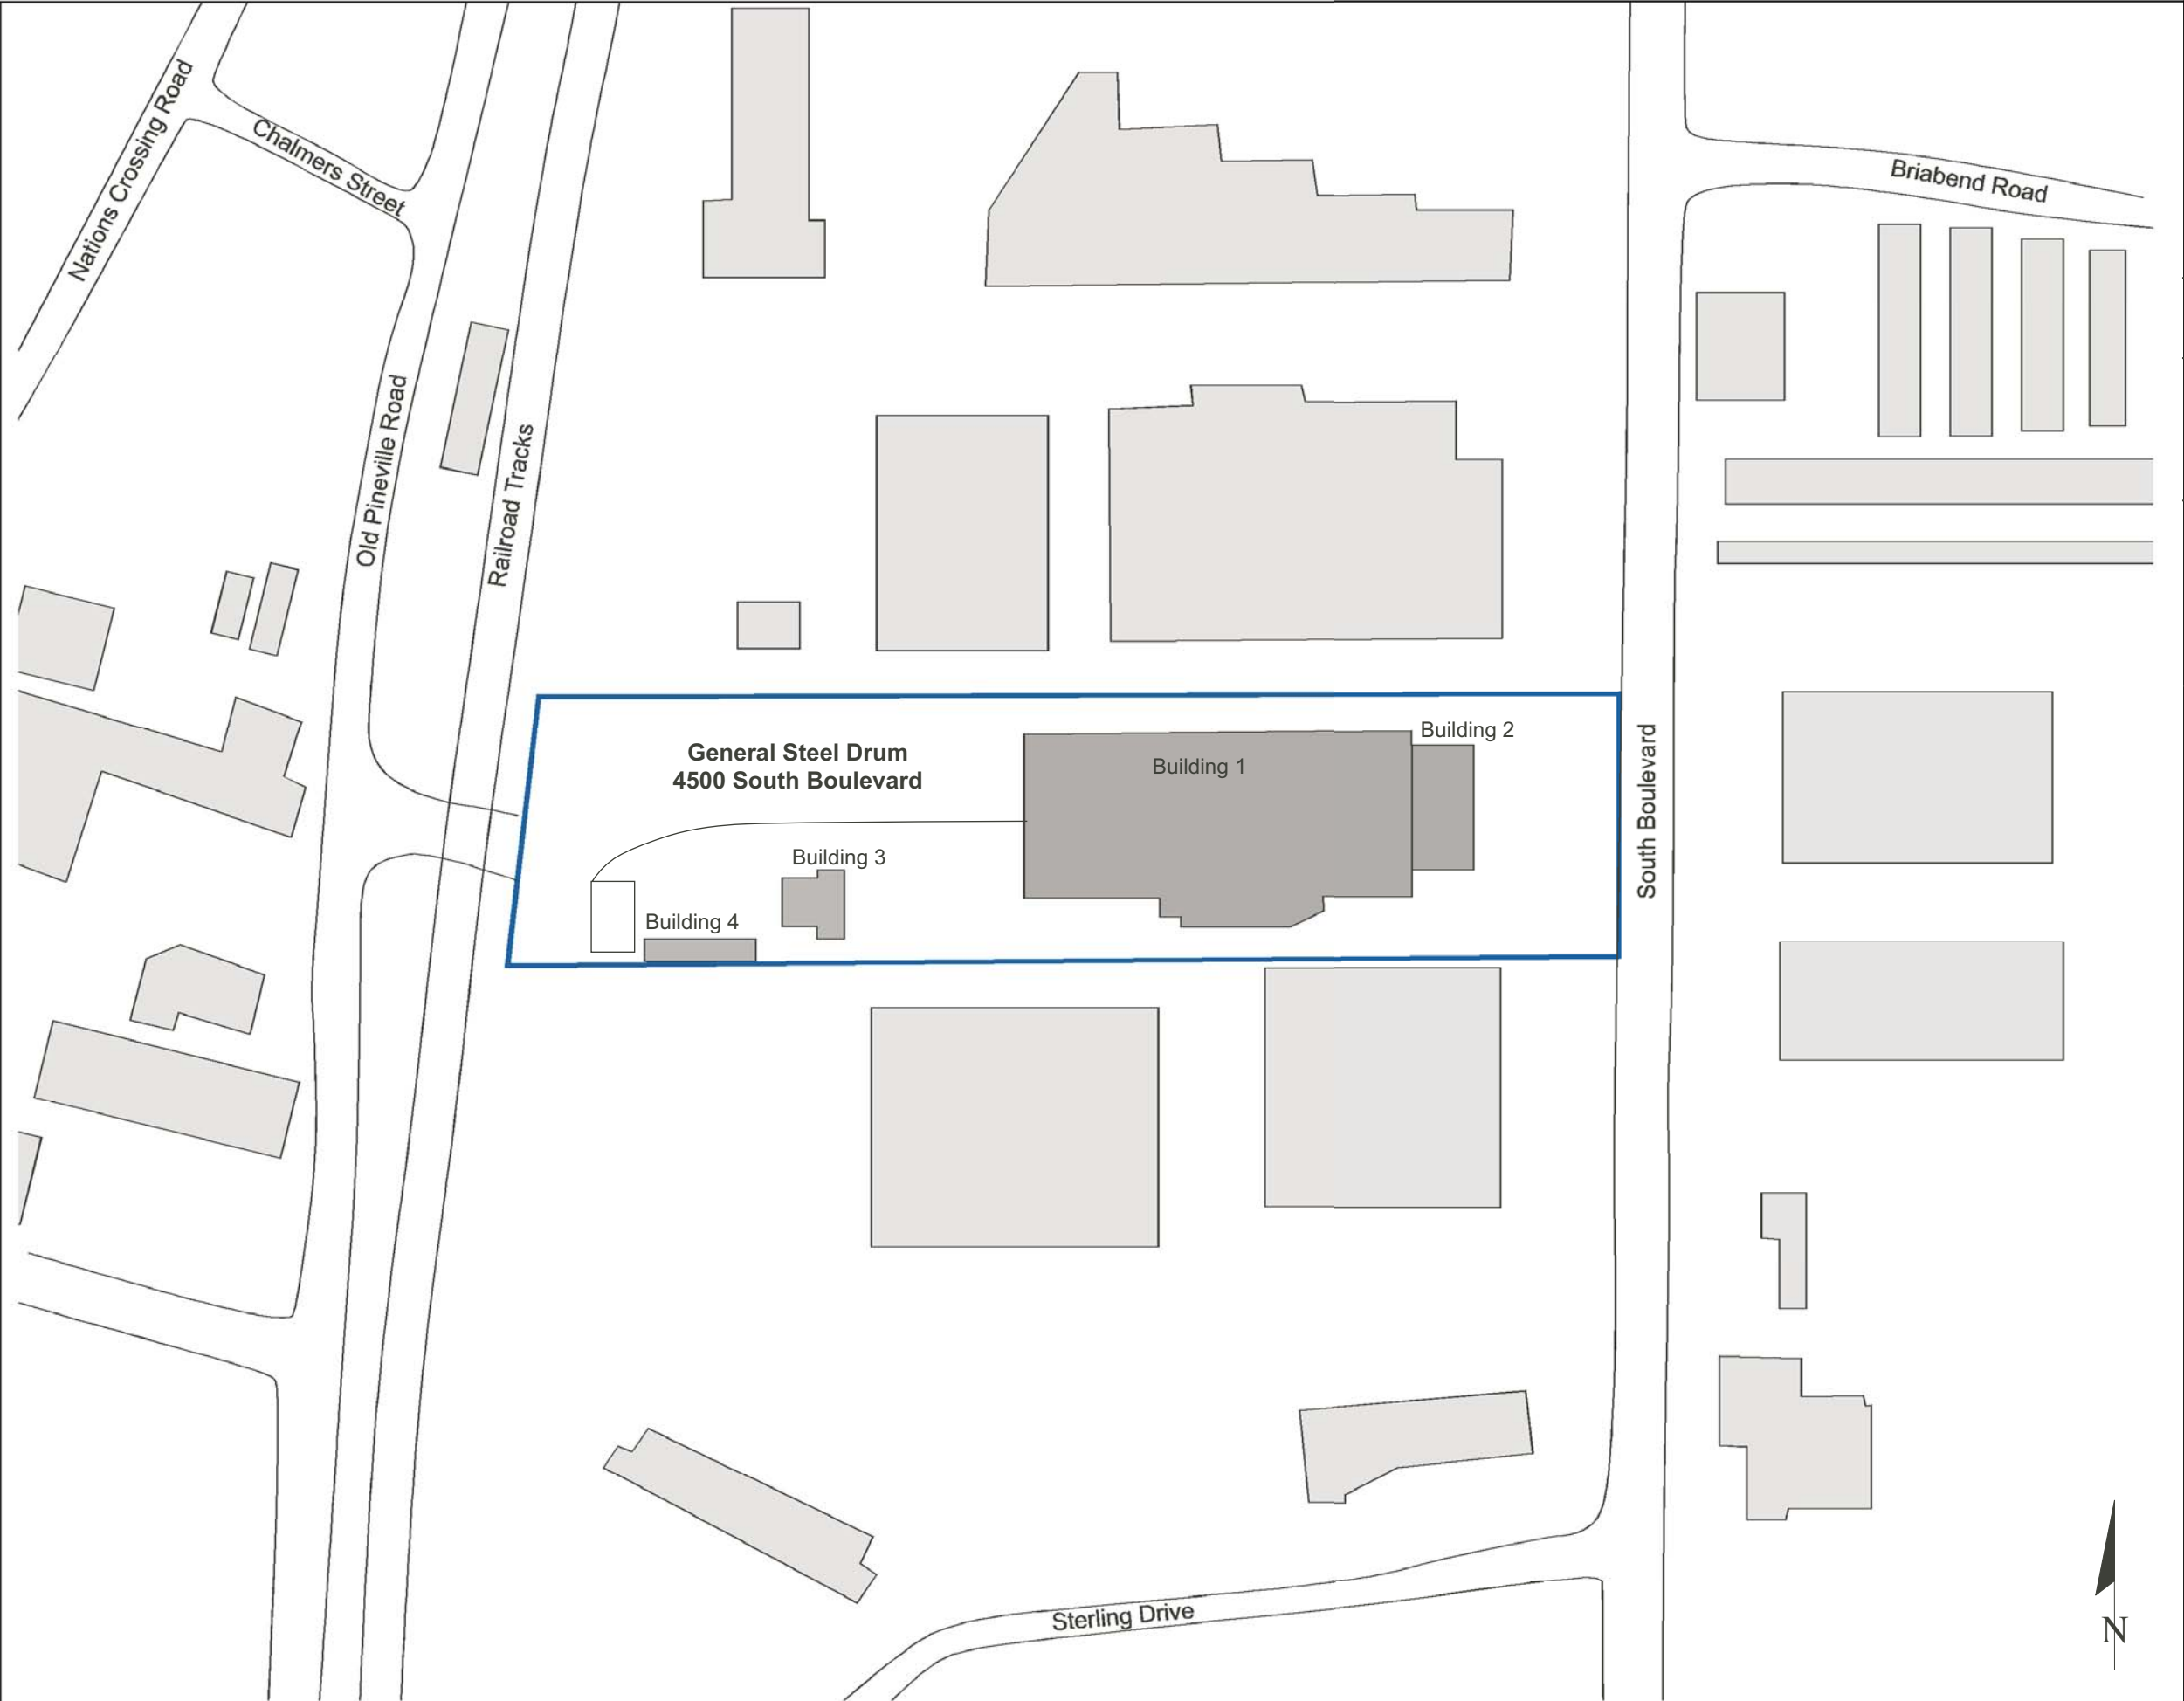 Nations Crossing Road
Chalmers Street
Briabend Road
Old Pineville Road
Railroad Tracks
General Steel Drum
4500 South Boulevard
Building 1
Building 2
South Boulevard
Building 3
Building 4
Sterling Drive
N